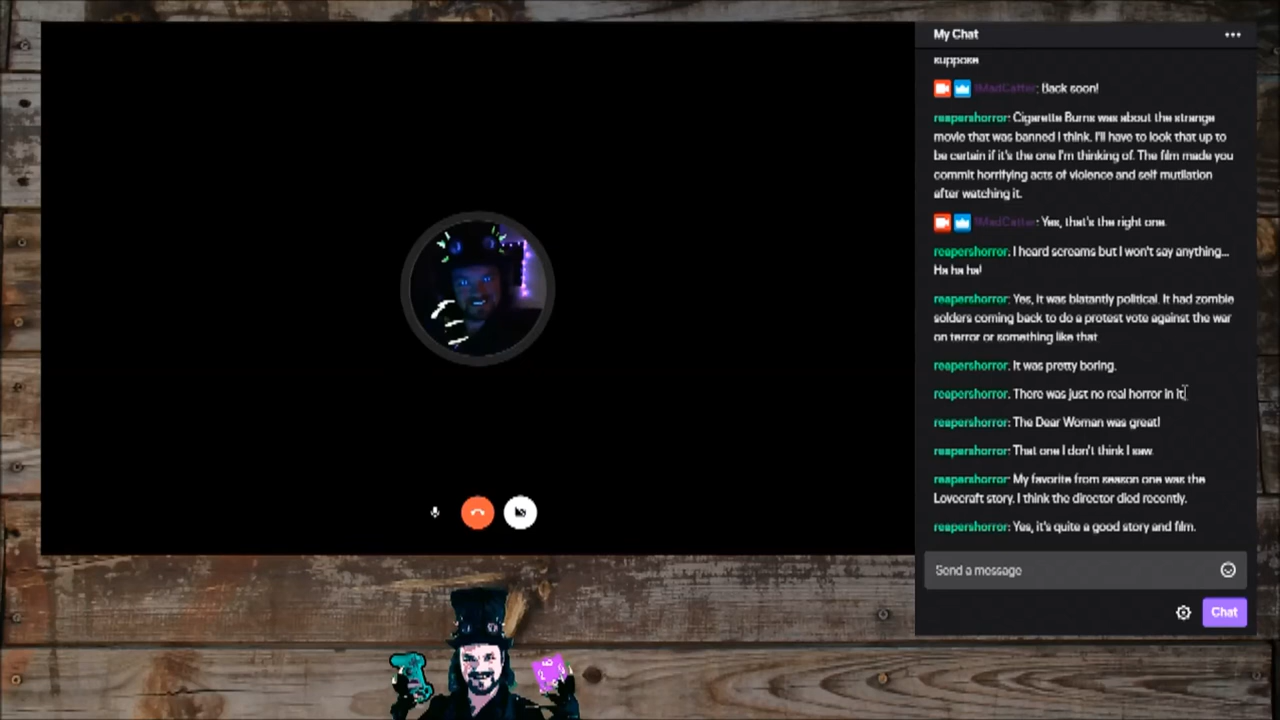 My Chat
suppose
!MadCatter: Back soon!
reapershorror: Cigarette Burns was about the strange
movie that was banned I think. I'll have to look that up to
be certain if it's the one I'm thinking of. The film made you
commit horrifying acts of violence and self mutilation
after watching it.
!MadCatter: Yes, that's the right one.
reapershorror: I heard screams but I won't say anything...
Ha ha ha!
reapershorror: Yes, it was blatantly political. It had zombie
solders coming back to do a protest vote against the war
on terror or something like that.
reapershorror: It was pretty boring.
reapershorror: There was just no real horror in it.
reapershorror: The Dear Woman was great!
reapershorror: That one I don't think I saw.
reapershorror: My favorite from season one was the
Lovecraft story. I think the director died recently.
reapershorror: Yes, it's quite a good story and film.
Send a message
Chat